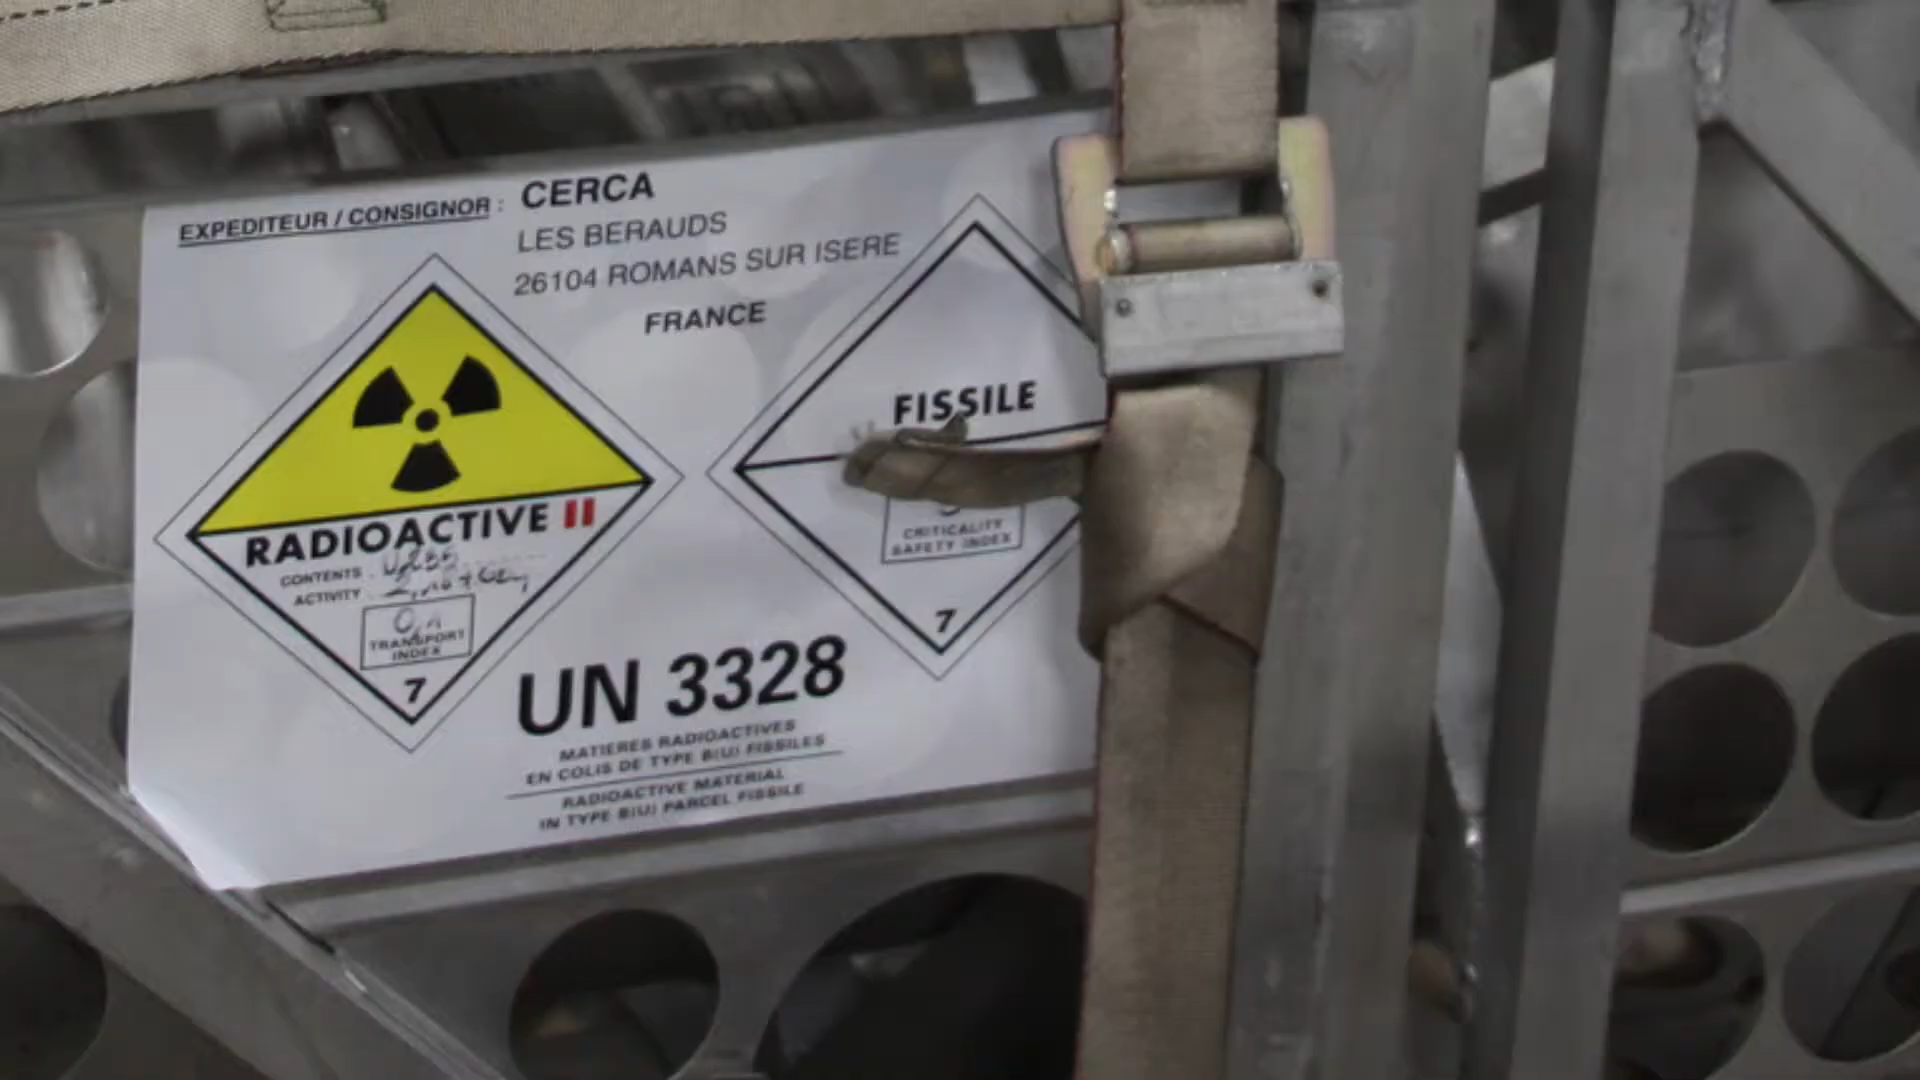 EXPEDITEUR / CONSIGNOR : CERCA
LES BERAUDS
26104 ROMANS SUR ISERE
FRANCE
RADIOACTIVE II
CONTENTS
ACTIVITY
TRANSPORT
INDEX
7
FISSILE
CRITICALITY
SAFETY INDEX
7
UN 3328
MATIERES RADIOACTIVES
EN COLIS DE TYPE B(U) FISSILES
RADIOACTIVE MATERIAL
IN TYPE B(U) PARCEL FISSILE